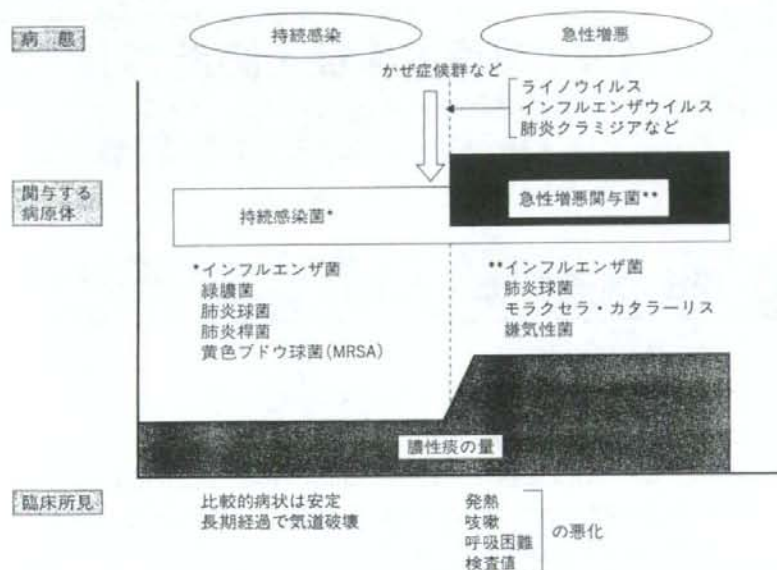 病態
持続感染
急性増悪
かぜ症候群など
ライノウイルス
インフルエンザウイルス
肺炎クラミジアなど
関与する
病原体
持続感染菌*
急性増悪関与菌**
*インフルエンザ菌
緑膿菌
肺炎球菌
肺炎桿菌
黄色ブドウ球菌(MRSA)
**インフルエンザ菌
肺炎球菌
モラクセラ・カタラーリス
嫌気性菌
膿性痰の量
臨床所見
比較的病状は安定
長期経過で気道破壊
発熱
咳嗽
呼吸困難
検査値
の悪化